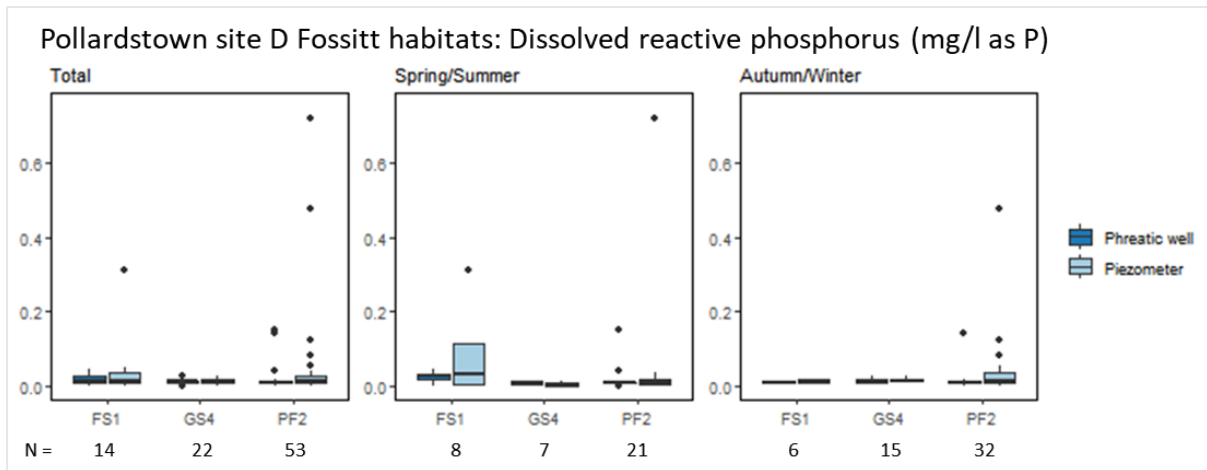 Pollardstown site D Fossitt habitats: Dissolved reactive phosphorus (mg/l as P)
Total Spring/Summer Autumn/Winter
0.6 0.6 0.6
0.4 0.4 0.4
0.2 0.2 0.2
0.0 0.0 0.0
Phreatic well
Piezometer
FS1 GS4 PF2 FS1 GS4 PF2 FS1 GS4 PF2
N = 14 22 53 8 7 21 6 15 32